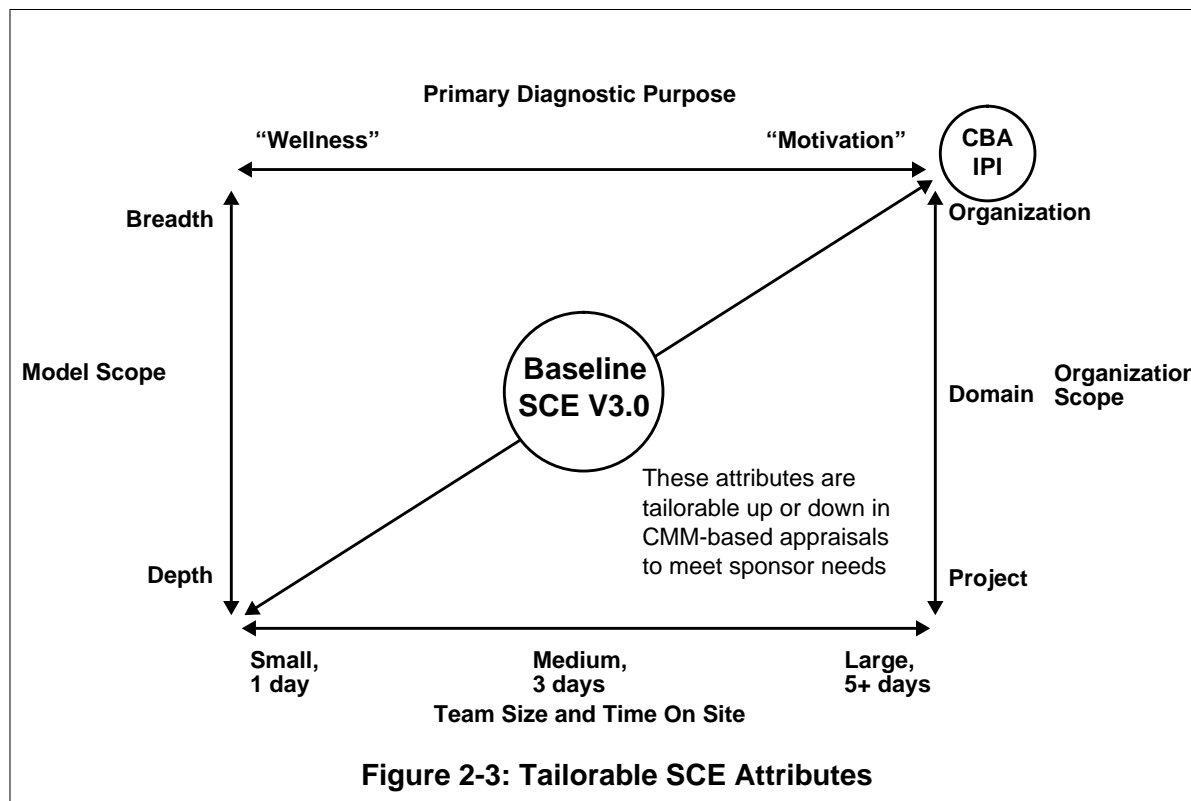 Primary Diagnostic Purpose
“Wellness”
“Motivation”
CBA
IPI
Breadth
Organization
Model Scope
Baseline
SCE V3.0
Domain
Organization
Scope
These attributes are
tailorable up or down in
CMM-based appraisals
to meet sponsor needs
Depth
Project
Small,
1 day
Medium,
3 days
Large,
5+ days
Team Size and Time On Site
Figure 2-3: Tailorable SCE Attributes